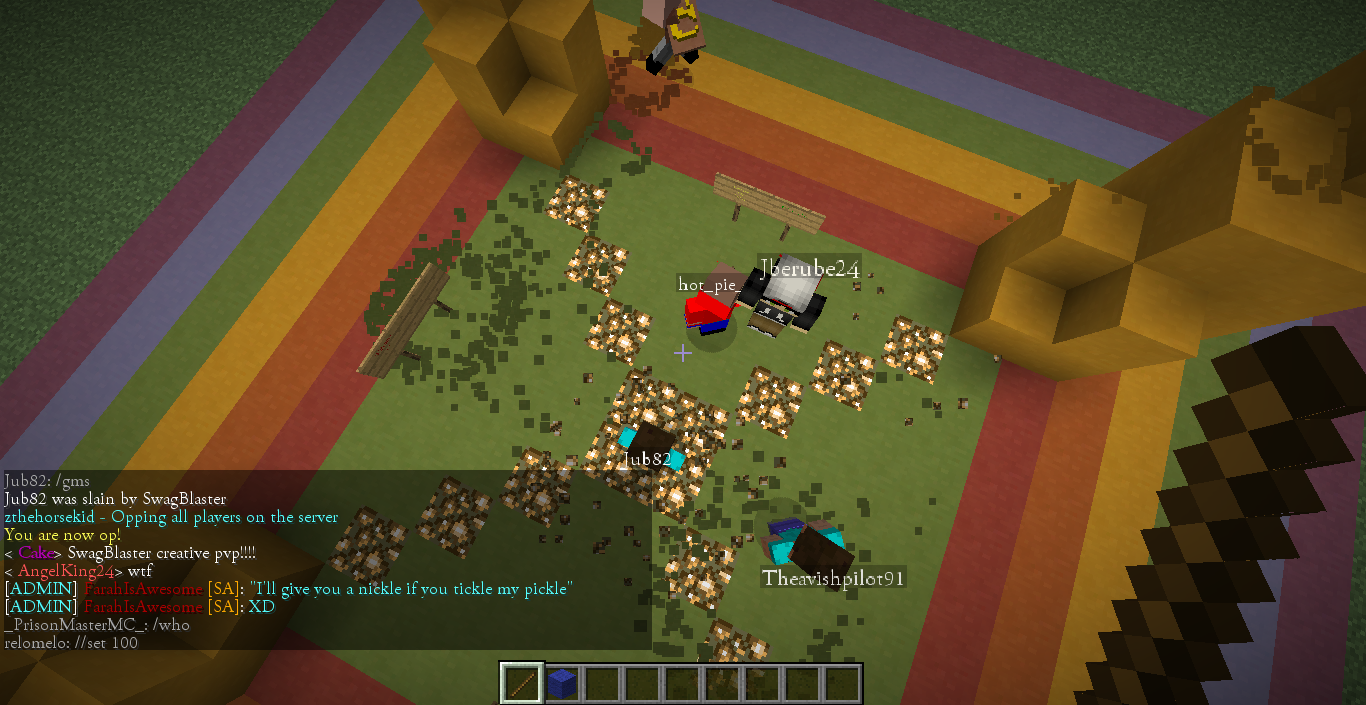 Jberube24
hot_pie_
Jub82
Theavishpilot91
Jub82: /gms
Jub82 was slain by SwagBlaster
zthehorsekid - Opping all players on the server
You are now op!
< Cake> SwagBlaster creative pvp!!!!
< AngelKing24> wtf
[ADMIN] FarahIsAwesome [SA]: "I'll give you a nickle if you tickle my pickle"
[ADMIN] FarahIsAwesome [SA]: XD
_PrisonMasterMC_: /who
relomelo: //set 100